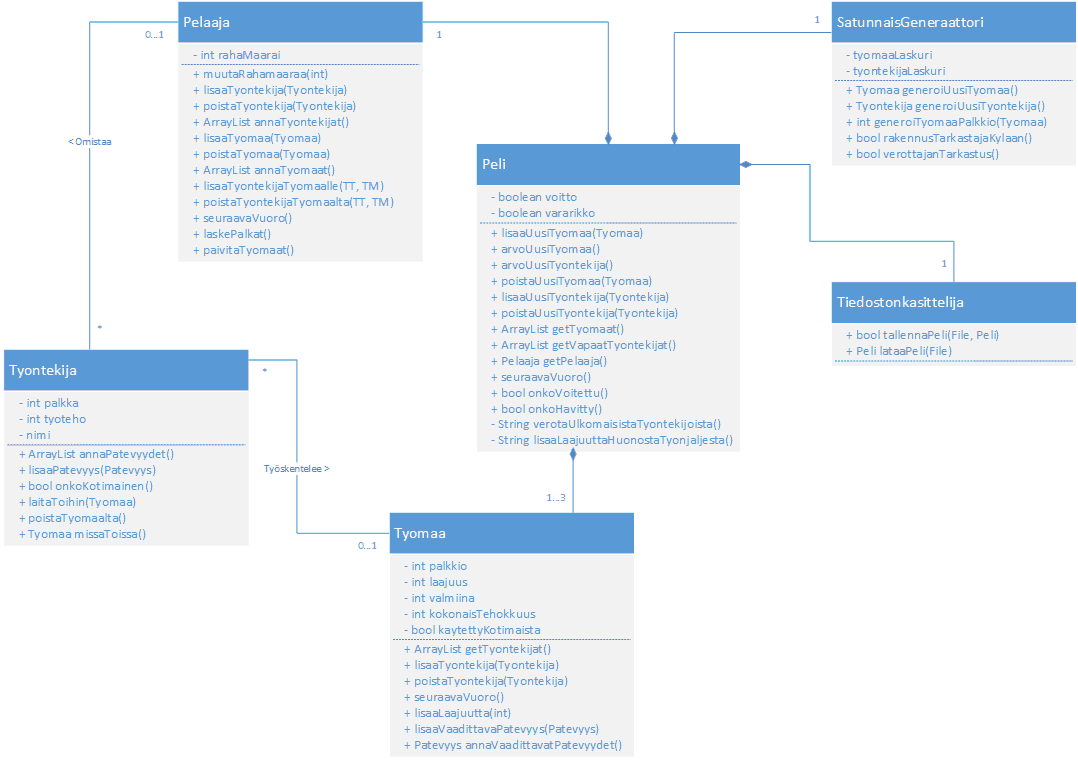 Pelaaja
- int rahaMaarai
+ muutaRahamaaraa(int)
+ lisaaTyontekija(Tyontekija)
+ poistaTyontekija(Tyontekija)
+ ArrayList annaTyontekijat()
+ lisaaTyomaa(Tyomaa)
+ poistaTyomaa(Tyomaa)
+ ArrayList annaTyomaat()
+ lisaaTyontekijaTyomaalle(TT, TM)
+ poistaTyontekijaTyomaalta(TT, TM)
+ seuraavaVuoro()
+ laskePalkat()
+ paivitaTyomaat()
0...1
1
< Omistaa
*
1
SatunnaisGeneraattori
- tyomaaLaskuri
- tyontekijaLaskuri
+ Tyomaa generoiUusiTyomaa()
+ Tyontekija generoiUusiTyontekija()
+ int generoiTyomaaPalkkio(Tyomaa)
+ bool rakennusTarkastajaKylaan()
+ bool verottajanTarkastus()
Peli
- boolean voitto
- boolean vararikko
+ lisaaUusiTyomaa(Tyomaa)
+ arvoUusiTyomaa()
+ arvoUusiTyontekija()
+ poistaUusiTyomaa(Tyomaa)
+ lisaaUusiTyontekija(Tyontekija)
+ poistaUusiTyontekija(Tyontekija)
+ ArrayList getTyomaat()
+ ArrayList getVapaatTyontekijat()
+ Pelaaja getPelaaja()
+ seuraavaVuoro()
+ bool onkoVoitettu()
+ bool onkoHavitty()
- String verotaUlkomaisistaTyontekijoista()
- String lisaaLaajuuttaHuonostaTyonjaljesta()
1
Tiedostonkasittelija
+ bool tallennaPeli(File, Peli)
+ Peli lataaPeli(File)
Tyontekija
- int palkka
- int tyoteho
- nimi
+ ArrayList annaPatevyydet()
+ lisaaPatevyys(Patevyys)
+ bool onkoKotimainen()
+ laitaToihin(Tyomaa)
+ poistaTyomaalta()
+ Tyomaa missaToissa()
*
Työskentelee >
0...1
1...3
Tyomaa
- int palkkio
- int laajuus
- int valmiina
- int kokonaisTehokkuus
- bool kaytettyKotimaista
+ ArrayList getTyontekijat()
+ lisaaTyontekija(Tyontekija)
+ poistaTyontekija(Tyontekija)
+ seuraavaVuoro()
+ lisaaLaajuutta(int)
+ lisaaVaadittavaPatevyys(Patevyys)
+ Patevyys annaVaadittavatPatevyydet()